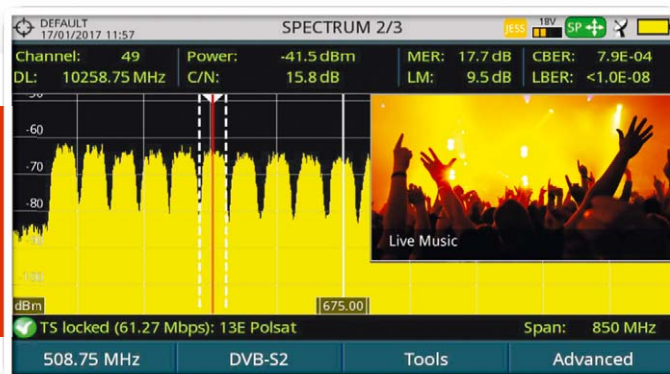 DEFAULT
17/01/2017 11:57
SPECTRUM 2/3
JESS
18V
SP
Channel: 49
Power: -41.5 dBm
MER: 17.7 dB
CBER: 7.9E-04
DL: 10258.75 MHz
C/N: 15.8 dB
LM: 9.5 dB
LBER: <1.0E-08
-50
-60
-70
-80
-90
-100
Live Music
dBm
675.00
TS locked (61.27 Mbps): 13E Polsat
Span: 850 MHz
508.75 MHz
DVB-S2
Tools
Advanced